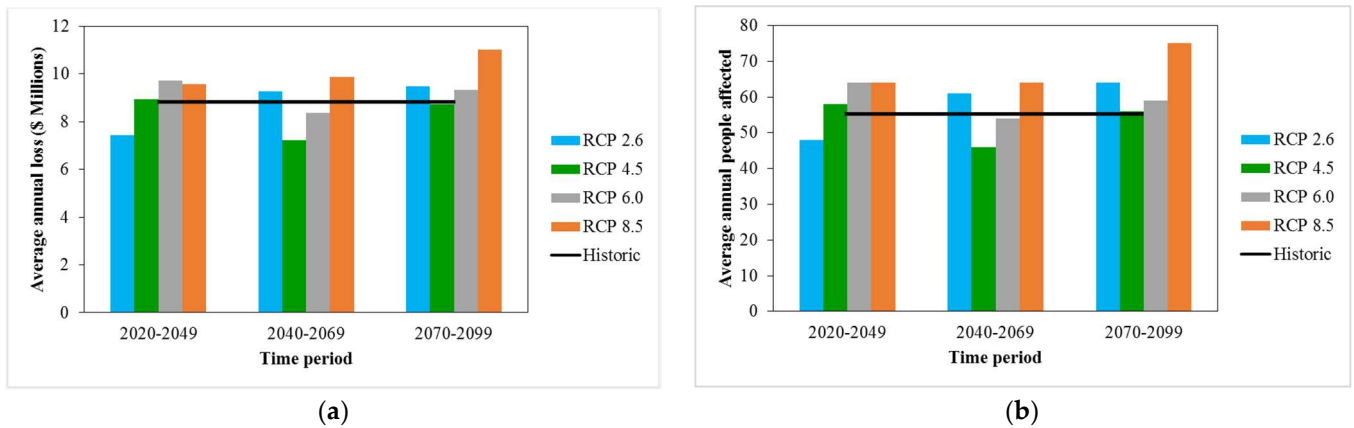 12
10
8
6
4
2
0
Average annual loss ($ Millions)
2020-2049
2040-2069
2070-2099
Time period
RCP 2.6
RCP 4.5
RCP 6.0
RCP 8.5
Historic
(a)
80
70
60
50
40
30
20
10
0
Average annual people affected
2020-2049
2040-2069
2070-2099
Time period
RCP 2.6
RCP 4.5
RCP 6.0
RCP 8.5
Historic
(b)